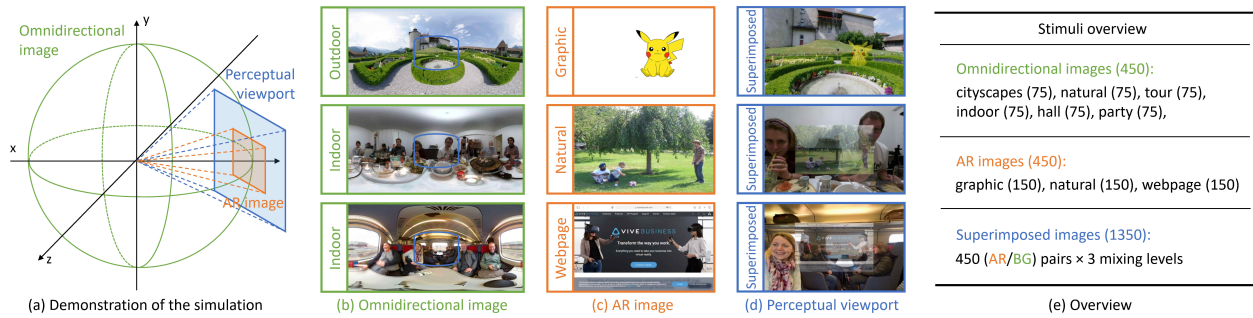 Omnidirectional
image
y
Perceptual
viewport
x
AR image
z
(a) Demonstration of the simulation
Outdoor
Indoor
Indoor
(b) Omnidirectional image
Graphic
Natural
Webpage
VIVEBUSINESS
Transform the way you work.
(c) AR image
Superimposed
Superimposed
Superimposed
(d) Perceptual viewport
Stimuli overview
Omnidirectional images (450):
cityscapes (75), natural (75), tour (75),
indoor (75), hall (75), party (75),
AR images (450):
graphic (150), natural (150), webpage (150)
Superimposed images (1350):
450 (AR/BG) pairs × 3 mixing levels
(e) Overview